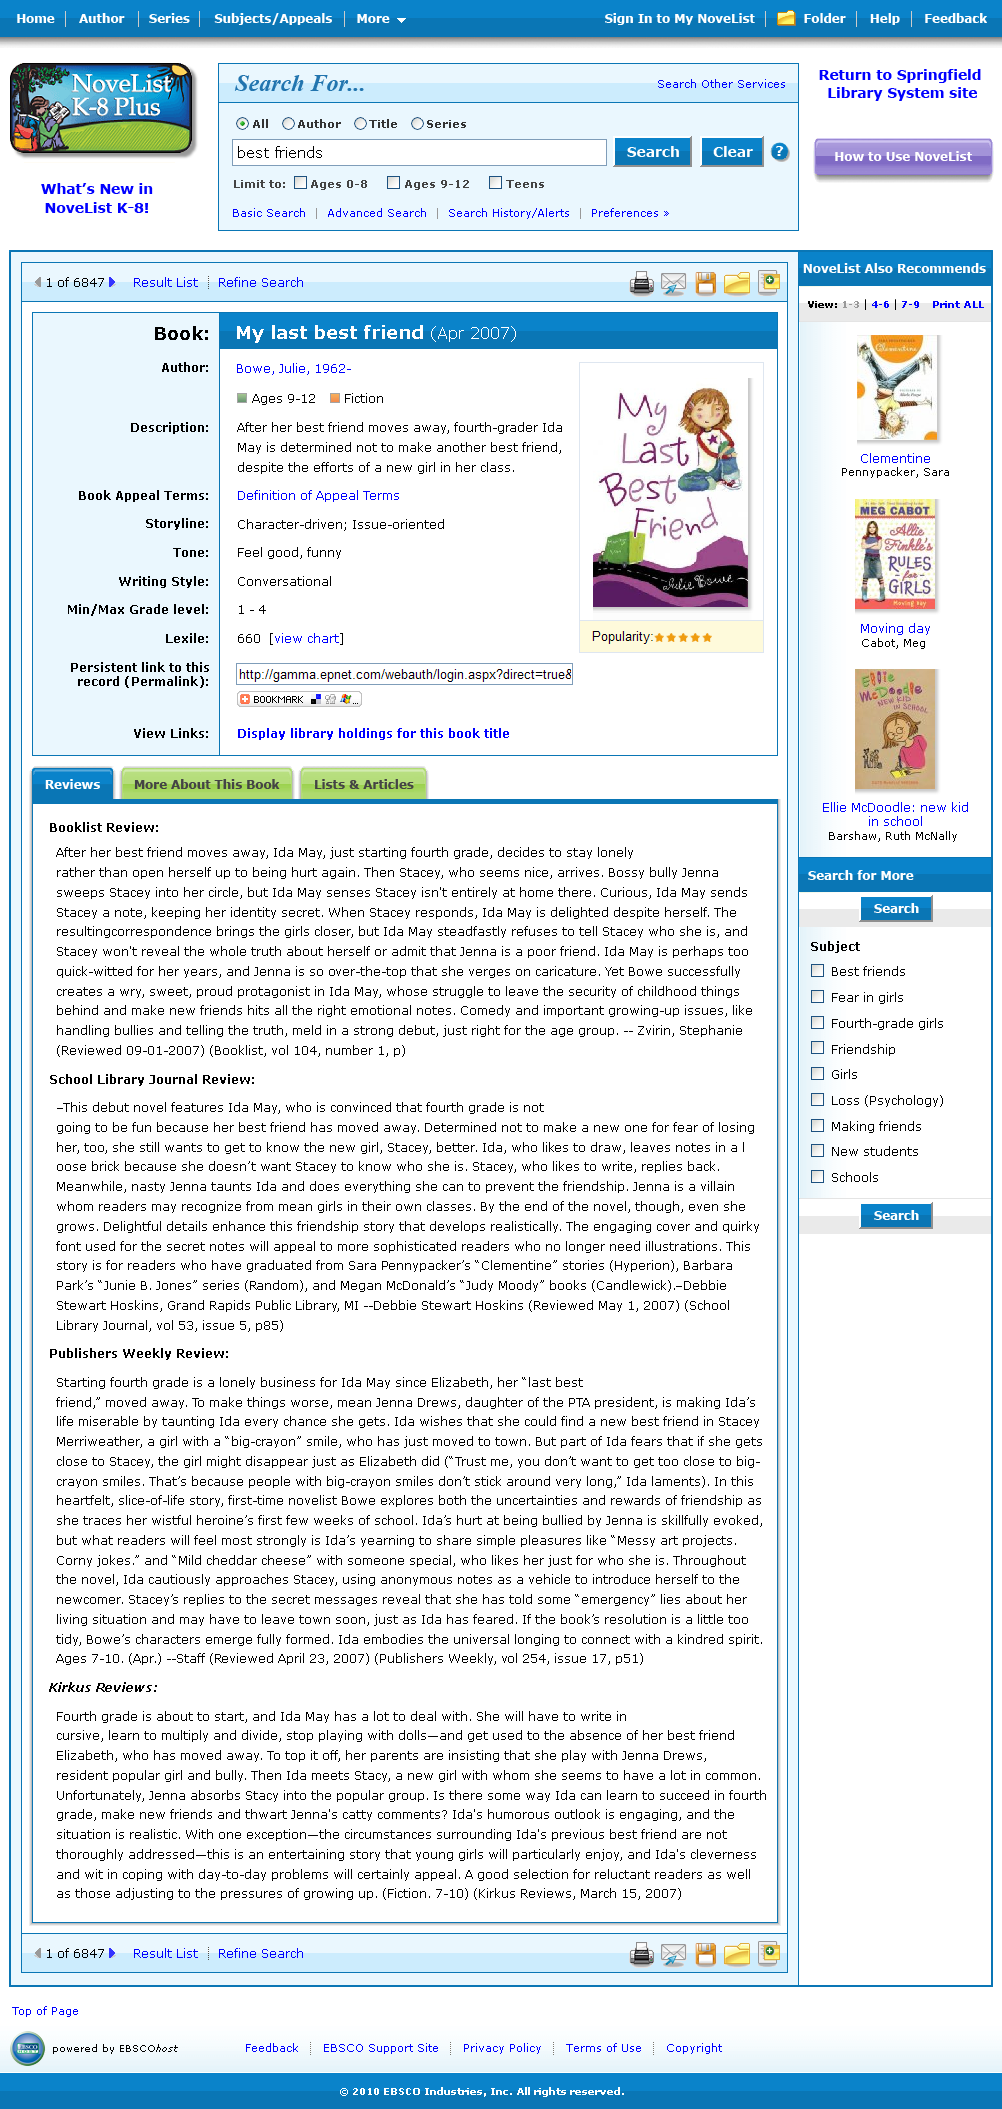 Home Author Series Subjects/Appeals More Sign In to My NoveList Folder Help Feedback
NoveList
K-8 Plus
What's New in
NoveList K-8!
Search For...
Search Other Services
All Author Title Series
best friends Search Clear ?
Limit to: Ages 0-8 Ages 9-12 Teens
Basic Search Advanced Search Search History/Alerts Preferences »
Return to Springfield
Library System site
How to Use NoveList
1 of 6847 Result List Refine Search
Book: My last best friend (Apr 2007)
Author: Bowe, Julie, 1962-
Ages 9-12 Fiction
Description: After her best friend moves away, fourth-grader Ida
May is determined not to make another best friend,
despite the efforts of a new girl in her class.
Book Appeal Terms: Definition of Appeal Terms
Storyline: Character-driven; Issue-oriented
Tone: Feel good, funny
Writing Style: Conversational
Min/Max Grade level: 1 - 4
Lexile: 660 [view chart]
Persistent link to this
record (Permalink): http://gamma.epnet.com/webauth/login.aspx?direct=true&
BOOKMARK
View Links: Display library holdings for this book title
My
Last
Best
Friend
Julie Bowe
Popularity:
Reviews More About This Book Lists & Articles
Booklist Review:
After her best friend moves away, Ida May, just starting fourth grade, decides to stay lonely
rather than open herself up to being hurt again. Then Stacey, who seems nice, arrives. Bossy bully Jenna
sweeps Stacey into her circle, but Ida May senses Stacey isn't entirely at home there. Curious, Ida May sends
Stacey a note, keeping her identity secret. When Stacey responds, Ida May is delighted despite herself. The
resultingcorrespondence brings the girls closer, but Ida May steadfastly refuses to tell Stacey who she is, and
Stacey won't reveal the whole truth about herself or admit that Jenna is a poor friend. Ida May is perhaps too
quick-witted for her years, and Jenna is so over-the-top that she verges on caricature. Yet Bowe successfully
creates a wry, sweet, proud protagonist in Ida May, whose struggle to leave the security of childhood things
behind and make new friends hits all the right emotional notes. Comedy and important growing-up issues, like
handling bullies and telling the truth, meld in a strong debut, just right for the age group. -- Zvirin, Stephanie
(Reviewed 09-01-2007) (Booklist, vol 104, number 1, p)
School Library Journal Review:
–This debut novel features Ida May, who is convinced that fourth grade is not
going to be fun because her best friend has moved away. Determined not to make a new one for fear of losing
her, too, she still wants to get to know the new girl, Stacey, better. Ida, who likes to draw, leaves notes in a l
oose brick because she doesn't want Stacey to know who she is. Stacey, who likes to write, replies back.
Meanwhile, nasty Jenna taunts Ida and does everything she can to prevent the friendship. Jenna is a villain
whom readers may recognize from mean girls in their own classes. By the end of the novel, though, even she
grows. Delightful details enhance this friendship story that develops realistically. The engaging cover and quirky
font used for the secret notes will appeal to more sophisticated readers who no longer need illustrations. This
story is for readers who have graduated from Sara Pennypacker's "Clementine" stories (Hyperion), Barbara
Park's "Junie B. Jones" series (Random), and Megan McDonald's "Judy Moody" books (Candlewick).–Debbie
Stewart Hoskins, Grand Rapids Public Library, MI --Debbie Stewart Hoskins (Reviewed May 1, 2007) (School
Library Journal, vol 53, issue 5, p85)
Publishers Weekly Review:
Starting fourth grade is a lonely business for Ida May since Elizabeth, her "last best
friend," moved away. To make things worse, mean Jenna Drews, daughter of the PTA president, is making Ida's
life miserable by taunting Ida every chance she gets. Ida wishes that she could find a new best friend in Stacey
Merriweather, a girl with a "big-crayon" smile, who has just moved to town. But part of Ida fears that if she gets
close to Stacey, the girl might disappear just as Elizabeth did ("Trust me, you don't want to get too close to big-
crayon smiles. That's because people with big-crayon smiles don't stick around very long," Ida laments). In this
heartfelt, slice-of-life story, first-time novelist Bowe explores both the uncertainties and rewards of friendship as
she traces her wistful heroine's first few weeks of school. Ida's hurt at being bullied by Jenna is skillfully evoked,
but what readers will feel most strongly is Ida's yearning to share simple pleasures like "Messy art projects.
Corny jokes." and "Mild cheddar cheese" with someone special, who likes her just for who she is. Throughout
the novel, Ida cautiously approaches Stacey, using anonymous notes as a vehicle to introduce herself to the
newcomer. Stacey's replies to the secret messages reveal that she has told some "emergency" lies about her
living situation and may have to leave town soon, just as Ida has feared. If the book's resolution is a little too
tidy, Bowe's characters emerge fully formed. Ida embodies the universal longing to connect with a kindred spirit.
Ages 7-10. (Apr.) --Staff (Reviewed April 23, 2007) (Publishers Weekly, vol 254, issue 17, p51)
Kirkus Reviews:
Fourth grade is about to start, and Ida May has a lot to deal with. She will have to write in
cursive, learn to multiply and divide, stop playing with dolls—and get used to the absence of her best friend
Elizabeth, who has moved away. To top it off, her parents are insisting that she play with Jenna Drews,
resident popular girl and bully. Then Ida meets Stacy, a new girl with whom she seems to have a lot in common.
Unfortunately, Jenna absorbs Stacy into the popular group. Is there some way Ida can learn to succeed in fourth
grade, make new friends and thwart Jenna's catty comments? Ida's humorous outlook is engaging, and the
situation is realistic. With one exception—the circumstances surrounding Ida's previous best friend are not
thoroughly addressed—this is an entertaining story that young girls will particularly enjoy, and Ida's cleverness
and wit in coping with day-to-day problems will certainly appeal. A good selection for reluctant readers as well
as those adjusting to the pressures of growing up. (Fiction. 7-10) (Kirkus Reviews, March 15, 2007)
1 of 6847 Result List Refine Search
NoveList Also Recommends
View: 1-3 | 4-6 | 7-9 Print ALL
Clementine
Clementine
Pennypacker, Sara
MEG CABOT
Allie
Finkle's
RULES
for
GIRLS
Moving day
Moving day
Cabot, Meg
Ellie
McDoodle
NEW KID
IN SCHOOL
Ellie McDoodle: new kid
in school
Barshaw, Ruth McNally
Search for More
Search
Subject
Best friends
Fear in girls
Fourth-grade girls
Friendship
Girls
Loss (Psychology)
Making friends
New students
Schools
Search
Top of Page
EBSCO
HOST
powered by EBSCOhost Feedback EBSCO Support Site Privacy Policy Terms of Use Copyright
© 2010 EBSCO Industries, Inc. All rights reserved.